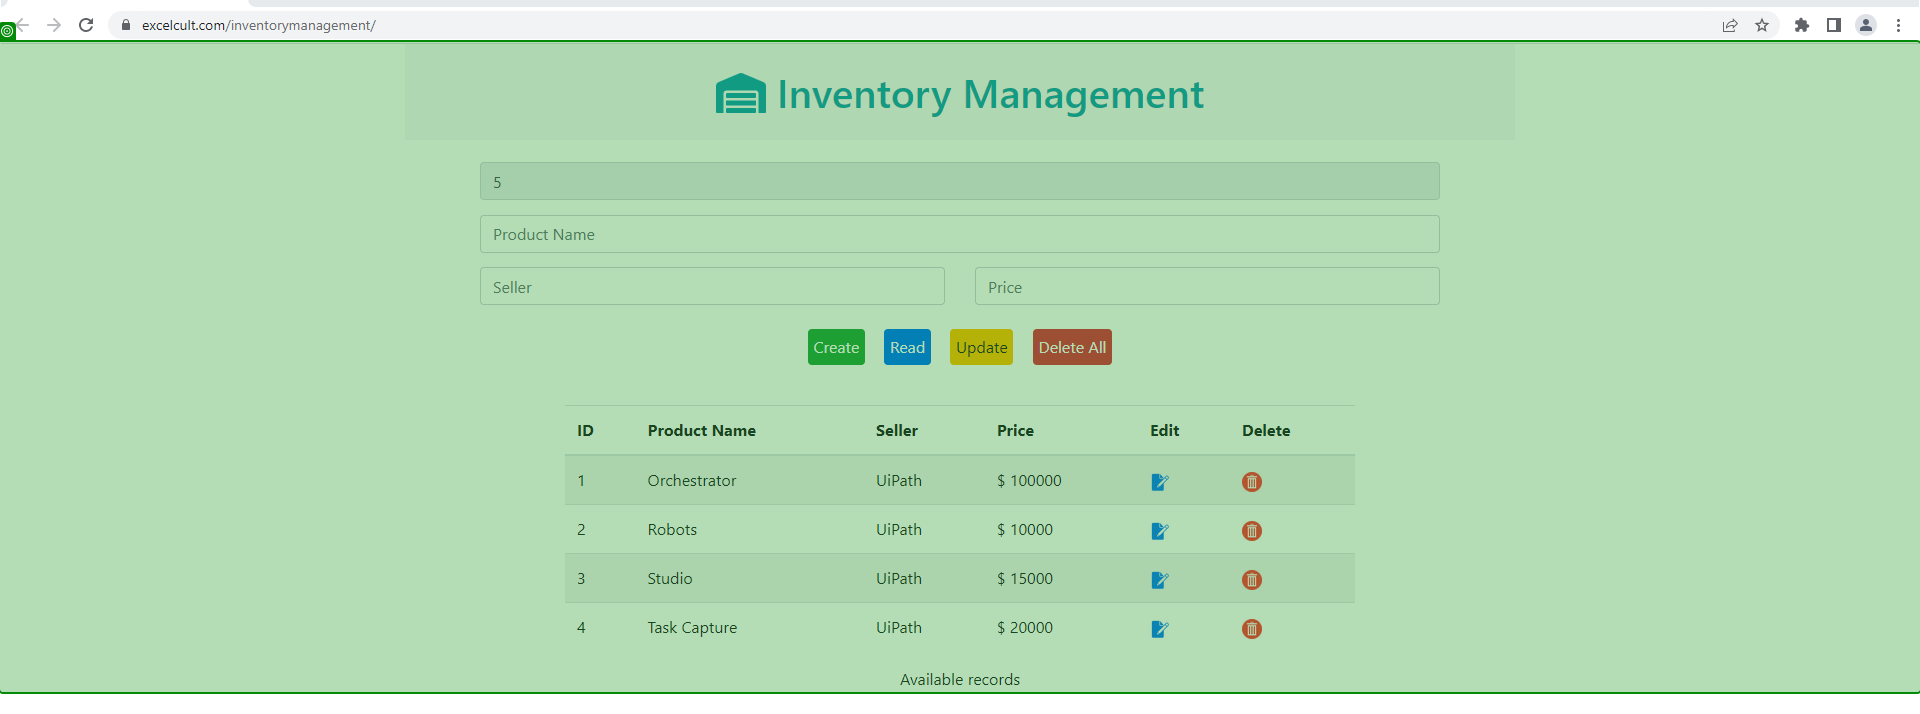 excelcult.com/inventorymanagement/
Inventory Management
5
Product Name
Seller Price
Create Read Update Delete All
ID Product Name Seller Price Edit Delete
1 Orchestrator UiPath $ 100000
2 Robots UiPath $ 10000
3 Studio UiPath $ 15000
4 Task Capture UiPath $ 20000
Available records